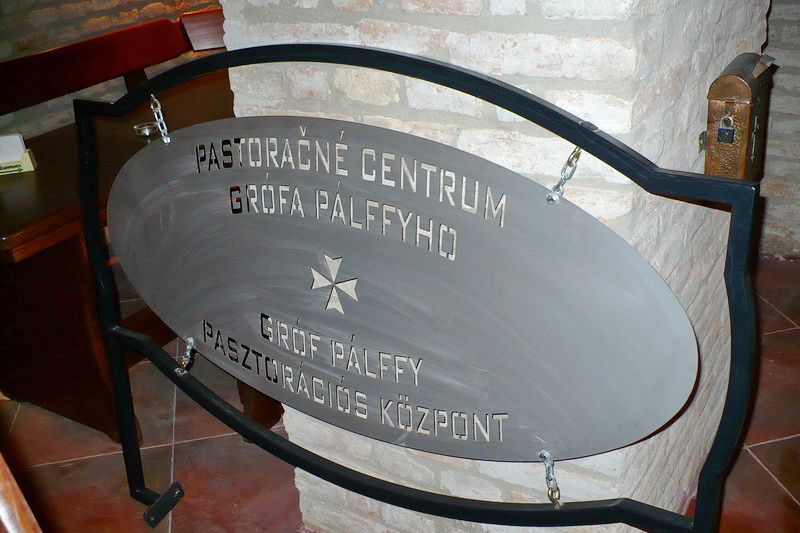 PASTORAČNÉ CENTRUM
GRÓFA PÁLFFYHO
GRÓF PÁLFFY
PASZTORÁCIÓS KÖZPONT